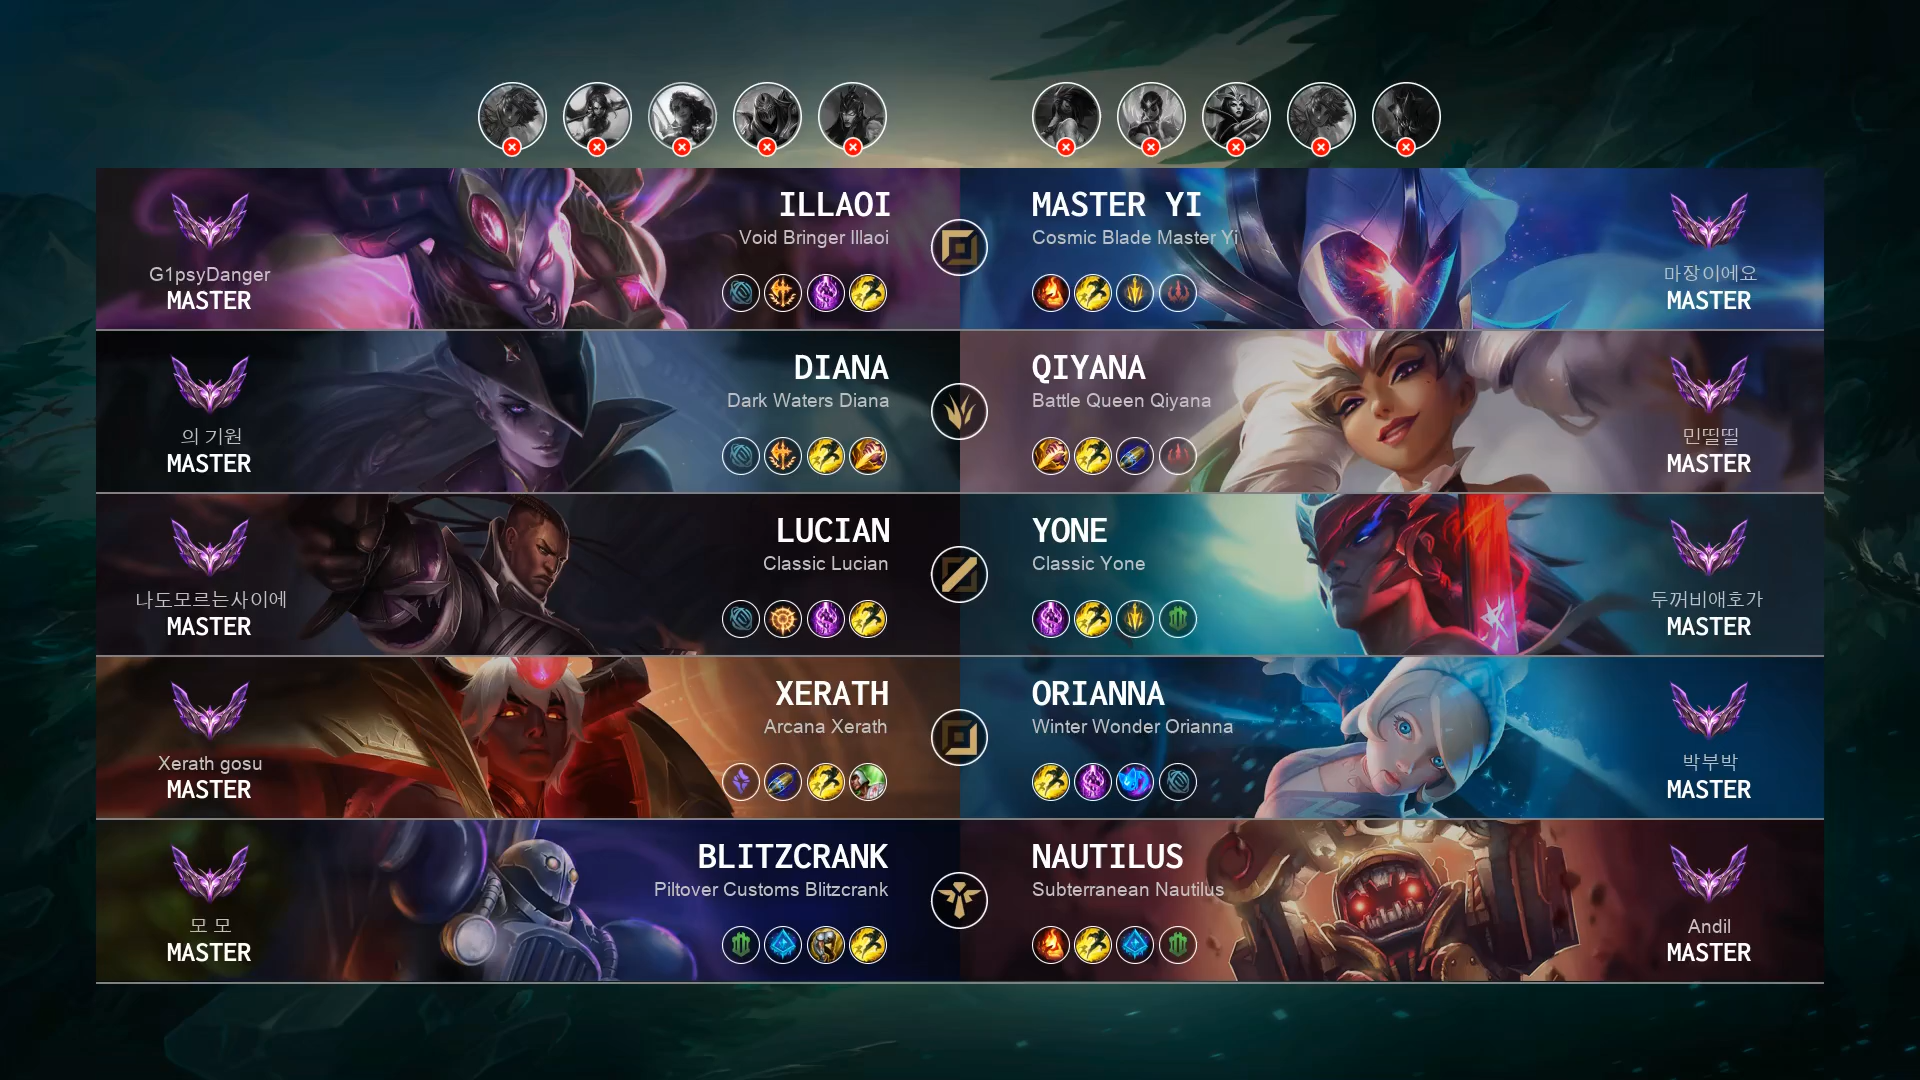 ILLAOI
Void Bringer Illaoi
G1psyDanger
MASTER
MASTER YI
Cosmic Blade Master Yi
마장이에요
MASTER
DIANA
Dark Waters Diana
의 기원
MASTER
QIYANA
Battle Queen Qiyana
민띨띨
MASTER
LUCIAN
Classic Lucian
나도모르는사이에
MASTER
YONE
Classic Yone
두꺼비애호가
MASTER
XERATH
Arcana Xerath
Xerath gosu
MASTER
ORIANNA
Winter Wonder Orianna
박부박
MASTER
BLITZCRANK
Piltover Customs Blitzcrank
모 모
MASTER
NAUTILUS
Subterranean Nautilus
Andil
MASTER